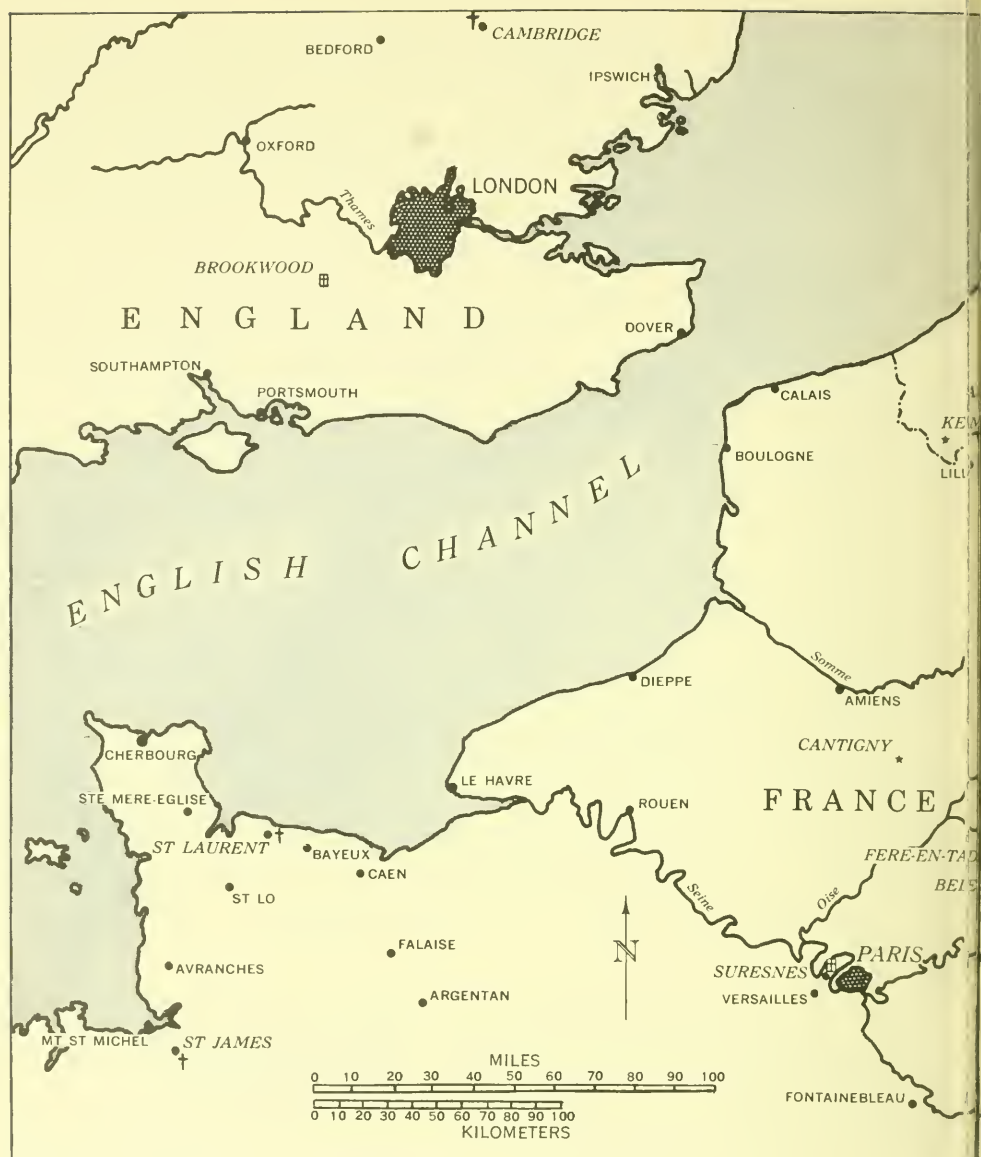 CAMBRIDGE
BEDFORD
IPSWICH
OXFORD
LONDON
Thames
BROOKWOOD
ENGLAND
DOVER
SOUTHAMPTON
PORTSMOUTH
CALAIS
BOULOGNE
ENGLISH CHANNEL
DIEPPE
Somme
AMIENS
CHERBOURG
CANTIGNY
LE HAVRE
STE MERE-EGLISE
ROUEN
FRANCE
ST LAURENT
BAYEUX
CAEN
ST LO
Seine
Oise
FALAISE
N
PARIS
AVRANCHES
SURESNES
ARGENTAN
VERSAILLES
MT ST MICHEL
ST JAMES
MILES
0 10 20 30 40 50 60 70 80 90 100
FONTAINEBLEAU
0 10 20 30 40 50 60 70 80 90 100
KILOMETERS